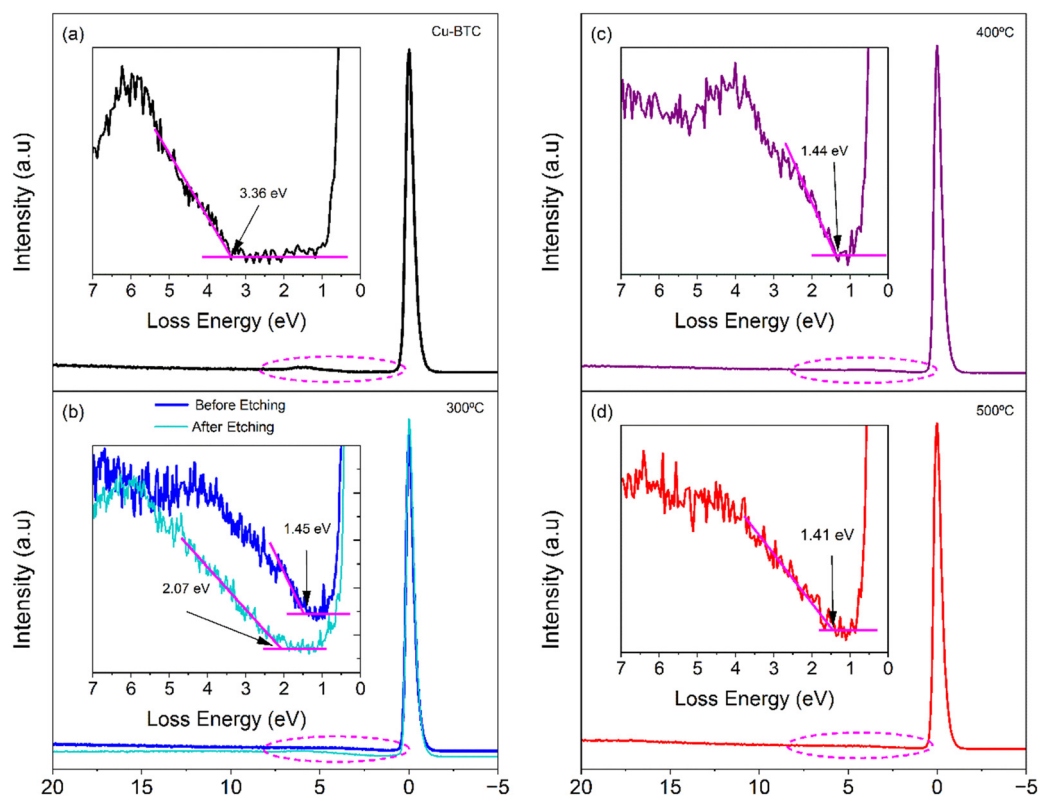 (a)
Cu-BTC
Intensity (a.u)
Intensity (a.u)
3.36 eV
7 6 5 4 3 2 1 0
Loss Energy (eV)
(b)
300ºC
Before Etching
After Etching
Intensity (a.u)
Intensity (a.u)
1.45 eV
2.07 eV
7 6 5 4 3 2 1 0
Loss Energy (eV)
20 15 10 5 0 −5
(c)
400ºC
Intensity (a.u)
Intensity (a.u)
1.44 eV
7 6 5 4 3 2 1 0
Loss Energy (eV)
(d)
500ºC
Intensity (a.u)
Intensity (a.u)
1.41 eV
7 6 5 4 3 2 1 0
Loss Energy (eV)
20 15 10 5 0 −5